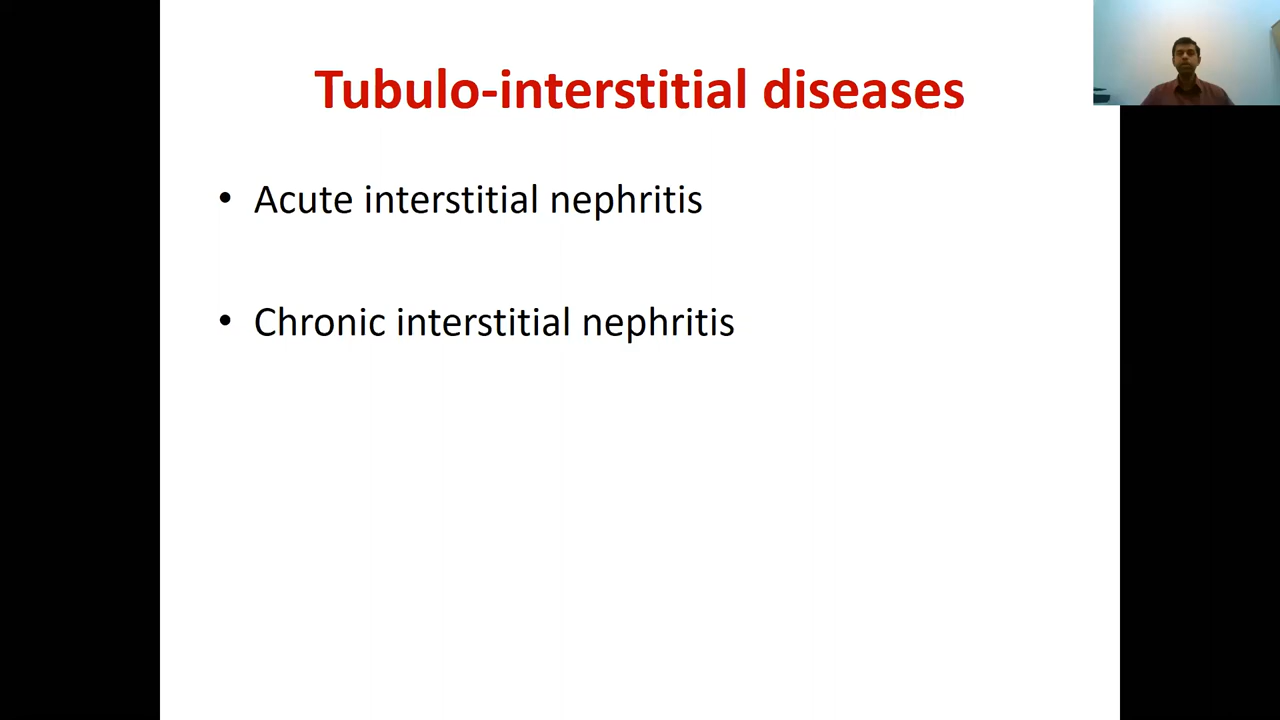 Tubulo-interstitial diseases
• Acute interstitial nephritis
• Chronic interstitial nephritis